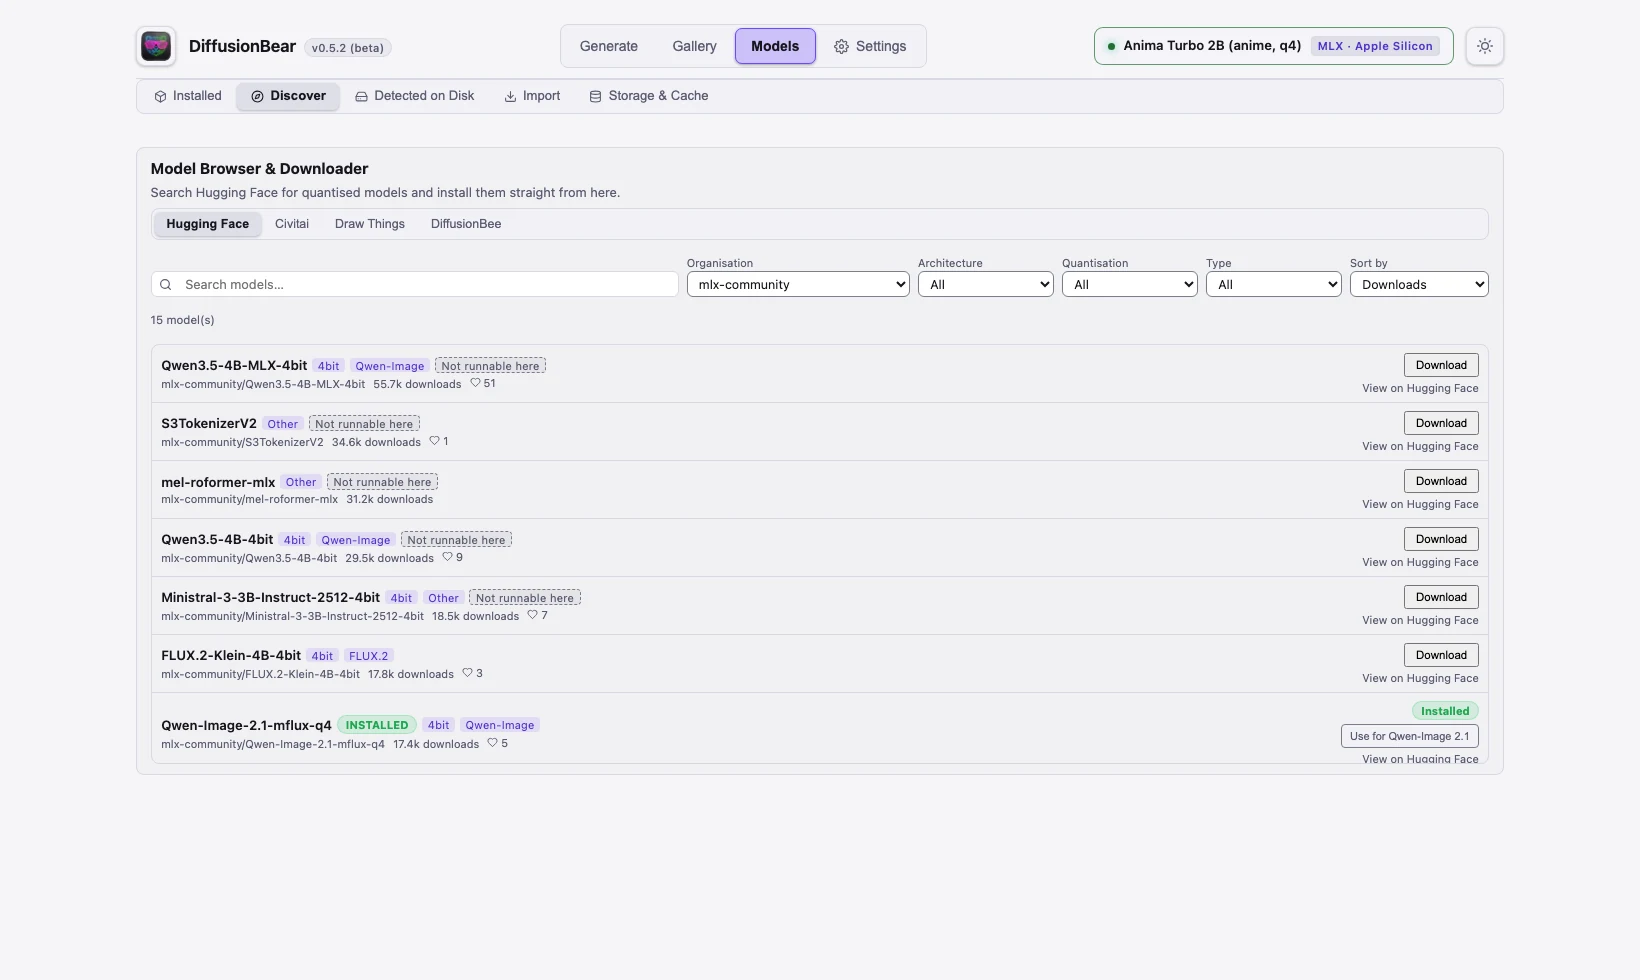 DiffusionBear v0.5.2 (beta) Generate Gallery Models Settings Anima Turbo 2B (anime, q4) MLX · Apple Silicon
Installed Discover Detected on Disk Import Storage & Cache
Model Browser & Downloader
Search Hugging Face for quantised models and install them straight from here.
Hugging Face Civitai Draw Things DiffusionBee
Organisation Architecture Quantisation Type Sort by
Search models... mlx-community All All All Downloads
15 model(s)
Qwen3.5-4B-MLX-4bit 4bit Qwen-Image Not runnable here Download
mlx-community/Qwen3.5-4B-MLX-4bit 55.7k downloads ♡ 51 View on Hugging Face
S3TokenizerV2 Other Not runnable here Download
mlx-community/S3TokenizerV2 34.6k downloads ♡ 1 View on Hugging Face
mel-roformer-mlx Other Not runnable here Download
mlx-community/mel-roformer-mlx 31.2k downloads View on Hugging Face
Qwen3.5-4B-4bit 4bit Qwen-Image Not runnable here Download
mlx-community/Qwen3.5-4B-4bit 29.5k downloads ♡ 9 View on Hugging Face
Ministral-3-3B-Instruct-2512-4bit 4bit Other Not runnable here Download
mlx-community/Ministral-3-3B-Instruct-2512-4bit 18.5k downloads ♡ 7 View on Hugging Face
FLUX.2-Klein-4B-4bit 4bit FLUX.2 Download
mlx-community/FLUX.2-Klein-4B-4bit 17.8k downloads ♡ 3 View on Hugging Face
Installed
Qwen-Image-2.1-mflux-q4 INSTALLED 4bit Qwen-Image Use for Qwen-Image 2.1
mlx-community/Qwen-Image-2.1-mflux-q4 17.4k downloads ♡ 5 View on Hugging Face